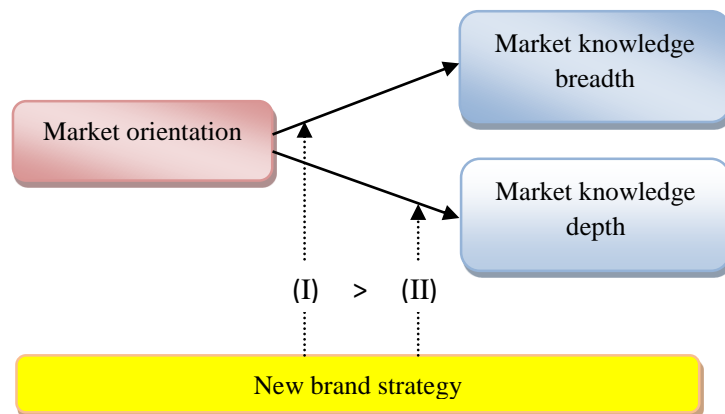 Market knowledge
breadth
Market orientation
Market knowledge
depth
(I) > (II)
New brand strategy